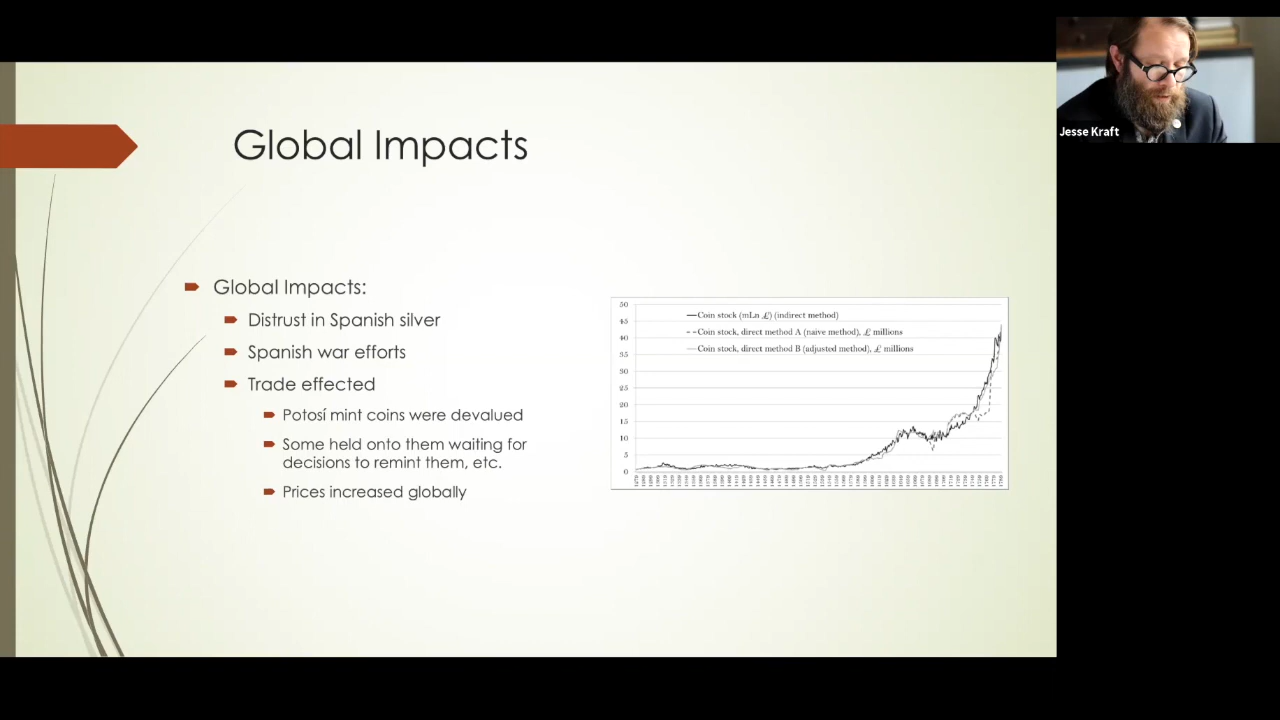 Global Impacts
Jesse Kraft
Global Impacts:
Distrust in Spanish silver
Spanish war efforts
Trade effected
Potosí mint coins were devalued
Some held onto them waiting for
decisions to remint them, etc.
Prices increased globally
50
Coin stock (mLn £) (indirect method)
45
Coin stock, direct method A (naive method), £ millions
40
Coin stock, direct method B (adjusted method), £ millions
35
30
25
20
15
10
5
0